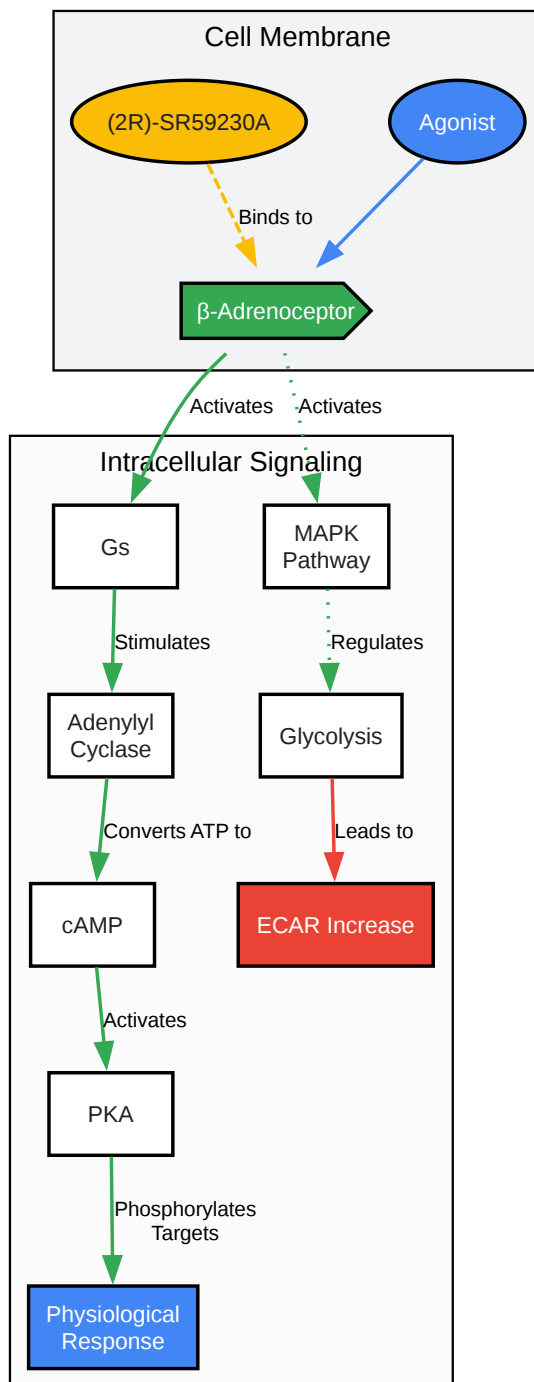 Cell Membrane
(2R)-SR59230A
Agonist
Binds to
β-Adrenoceptor
Activates
Activates
Intracellular Signaling
Gs
MAPK
Pathway
Stimulates
Regulates
Adenylyl
Cyclase
Glycolysis
Converts ATP to
Leads to
cAMP
ECAR Increase
Activates
PKA
Phosphorylates
Targets
Physiological
Response